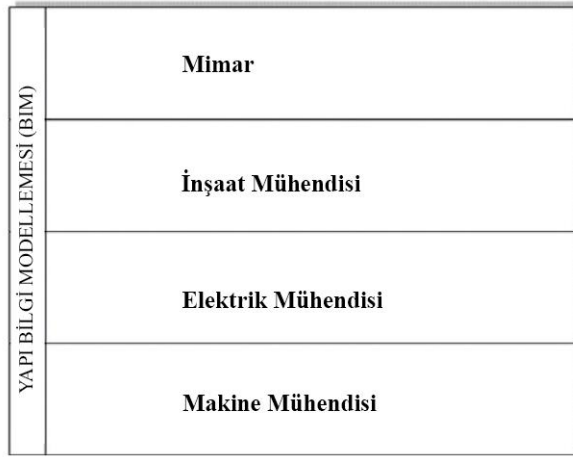 YAPI BİLGİ MODELLEMESİ (BIM)
Mimar
İnşaat Mühendisi
Elektrik Mühendisi
Makine Mühendisi